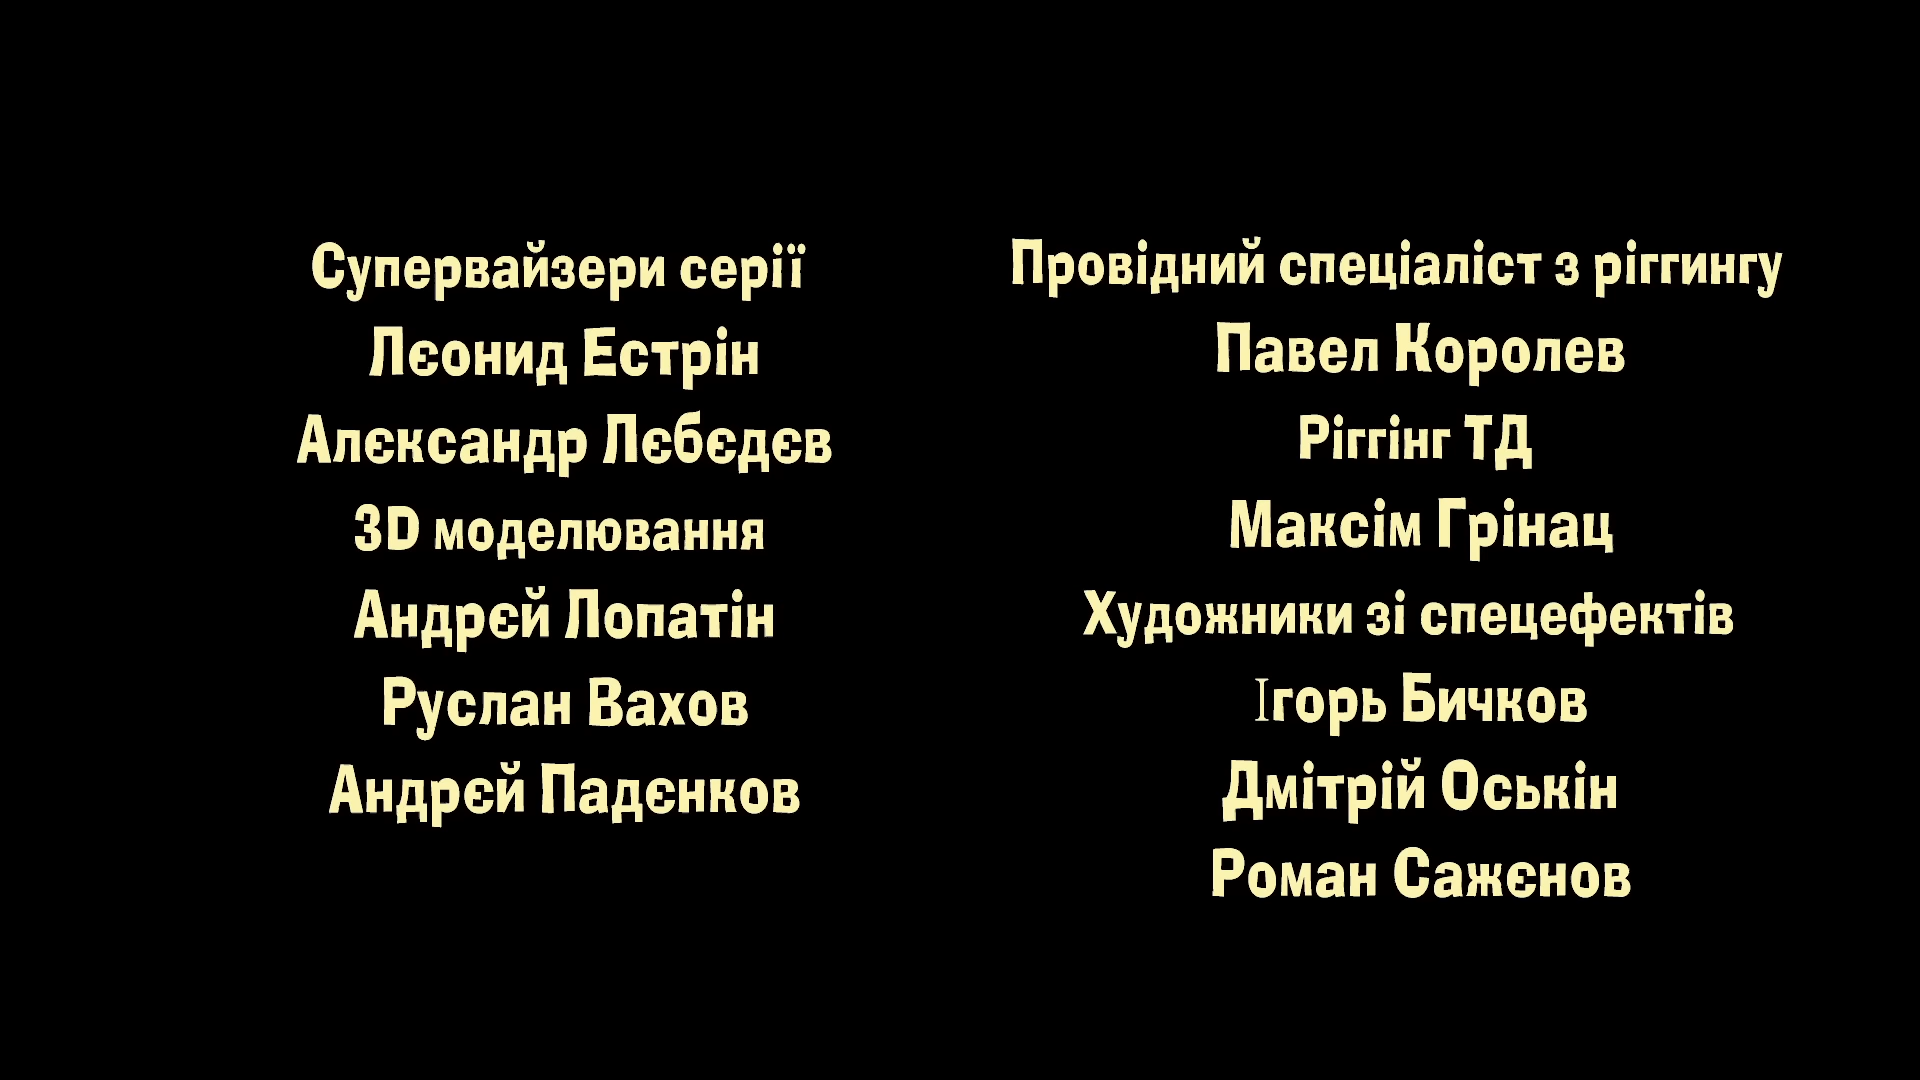 Супервайзери серії
Лєонид Естрін
Алєксандр Лєбєдєв
3D моделювання
Андрєй Лопатін
Руслан Вахов
Андрєй Падєнков
Провідний спеціаліст з ріггингу
Павел Королев
Ріггінг ТД
Максім Грінац
Художники зі спецефектів
Ігорь Бичков
Дмітрій Оськін
Роман Сажєнов